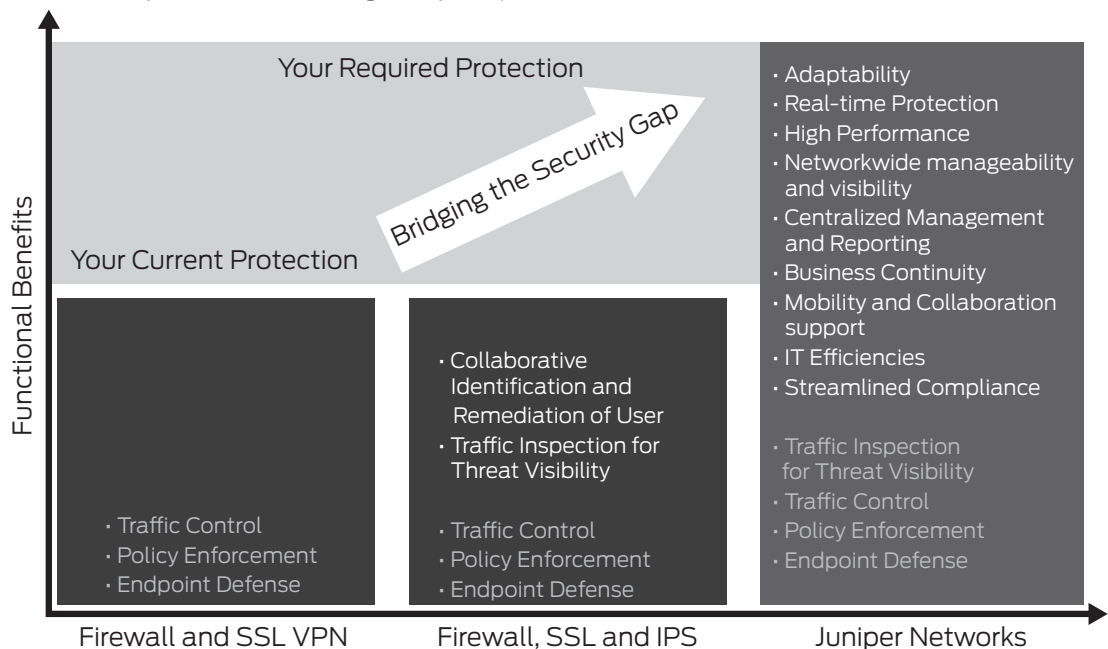 Your Required Protection
Bridging the Security Gap
Your Current Protection
Functional Benefits
· Traffic Control
· Policy Enforcement
· Endpoint Defense
· Collaborative
Identification and
Remediation of User
· Traffic Inspection for
Threat Visibility
· Traffic Control
· Policy Enforcement
· Endpoint Defense
· Adaptability
· Real-time Protection
· High Performance
· Networkwide manageability
and visibility
· Centralized Management
and Reporting
· Business Continuity
· Mobility and Collaboration
support
· IT Efficiencies
· Streamlined Compliance
· Traffic Inspection
for Threat Visibility
· Traffic Control
· Policy Enforcement
· Endpoint Defense
Firewall and SSL VPN
Firewall, SSL and IPS
Juniper Networks